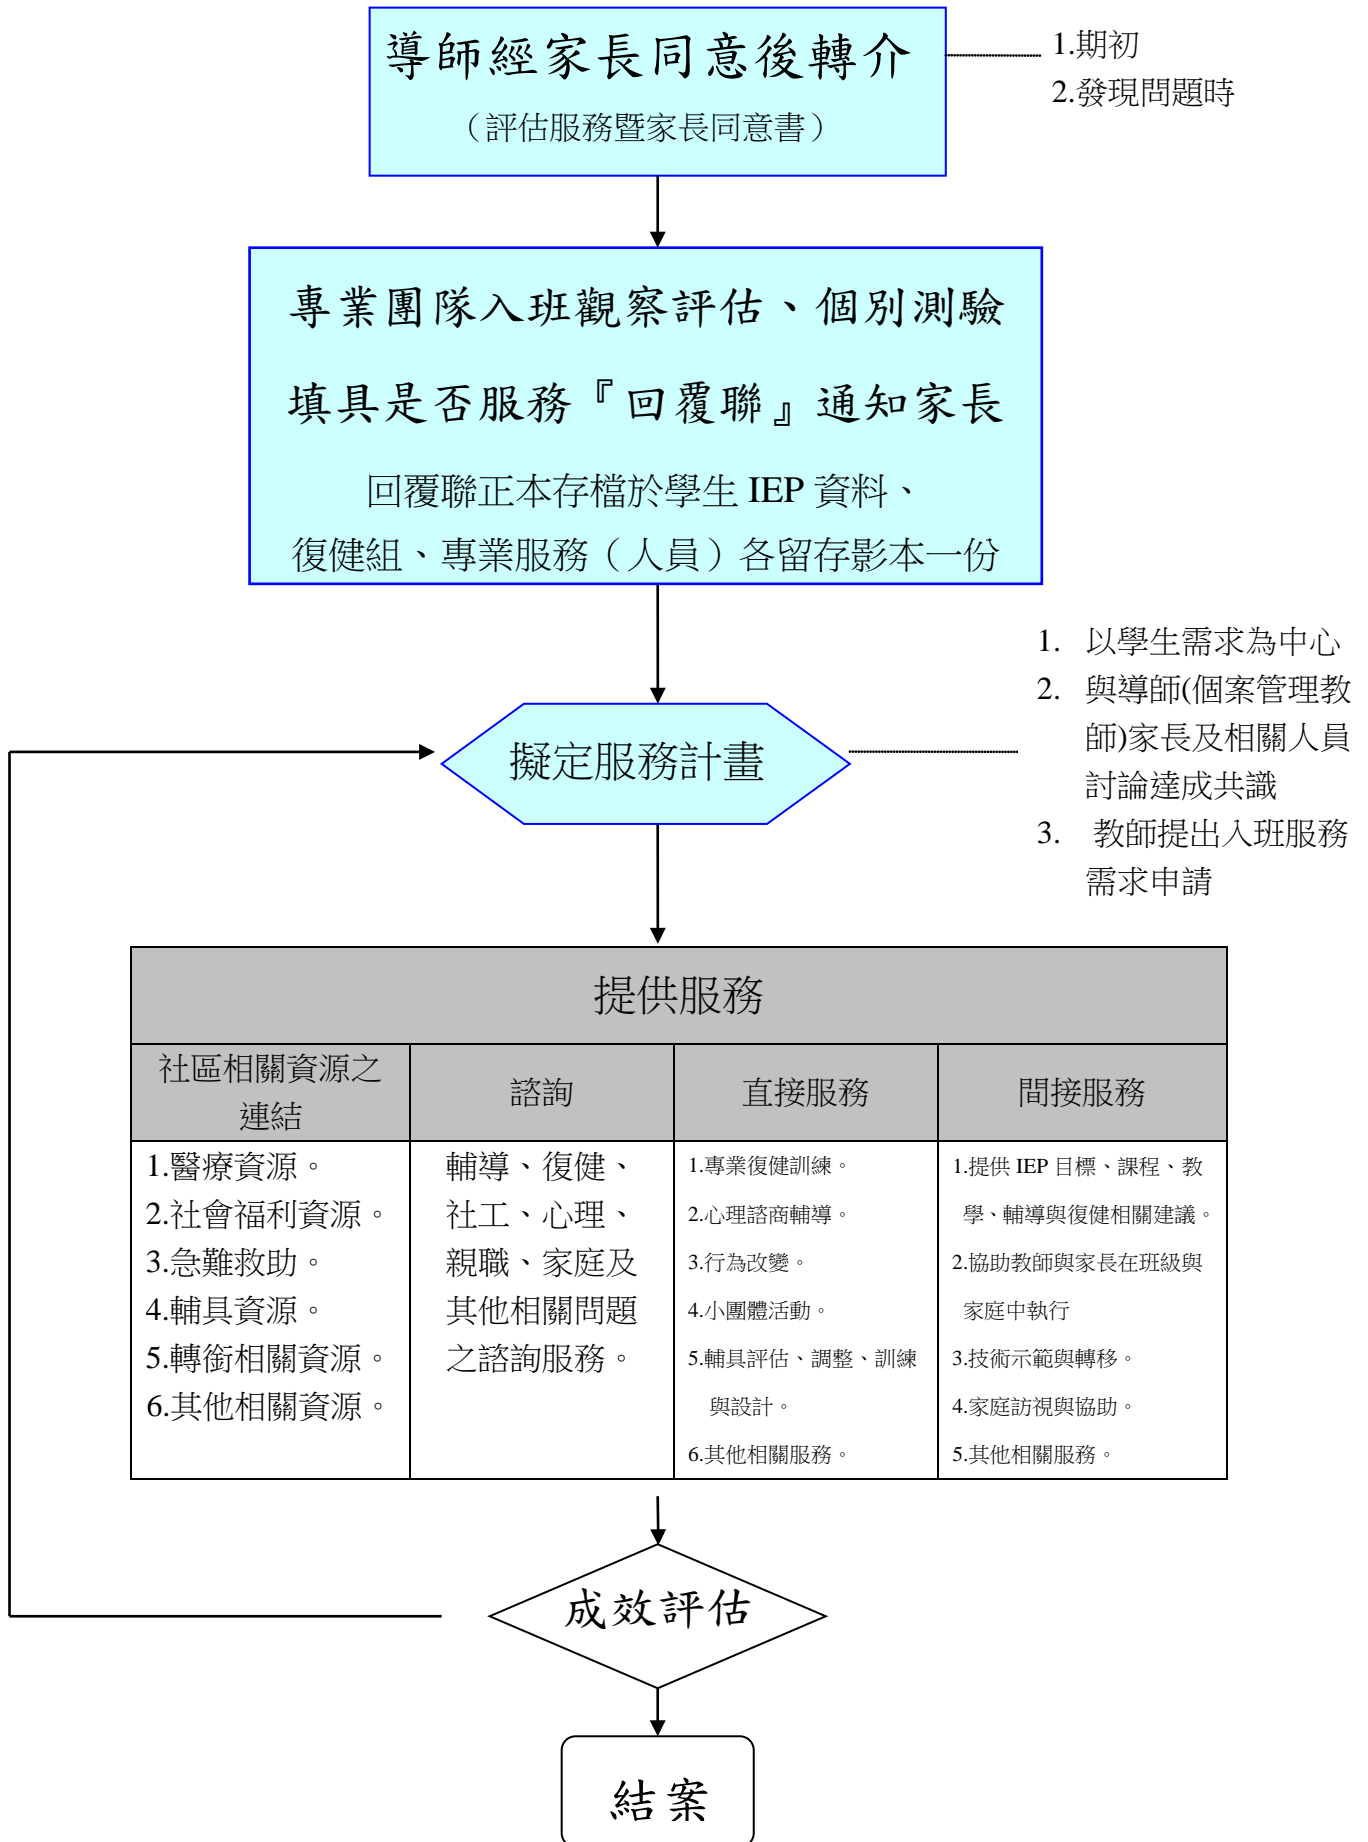 導師經家長同意後轉介
（評估服務暨家長同意書）
1.期初
2.發現問題時
專業團隊入班觀察評估、個別測驗
填具是否服務『回覆聯』通知家長
回覆聯正本存檔於學生 IEP 資料、
復健組、專業服務（人員）各留存影本一份
擬定服務計畫
1. 以學生需求為中心
2. 與導師(個案管理教
師)家長及相關人員
討論達成共識
3. 教師提出入班服務
需求申請
提供服務
社區相關資源之
連結
諮詢
直接服務
間接服務
1.醫療資源。
2.社會福利資源。
3.急難救助。
4.輔具資源。
5.轉銜相關資源。
6.其他相關資源。
輔導、復健、
社工、心理、
親職、家庭及
其他相關問題
之諮詢服務。
1.專業復健訓練。
2.心理諮商輔導。
3.行為改變。
4.小團體活動。
5.輔具評估、調整、訓練
與設計。
6.其他相關服務。
1.提供 IEP 目標、課程、教
學、輔導與復健相關建議。
2.協助教師與家長在班級與
家庭中執行
3.技術示範與轉移。
4.家庭訪視與協助。
5.其他相關服務。
成效評估
結案